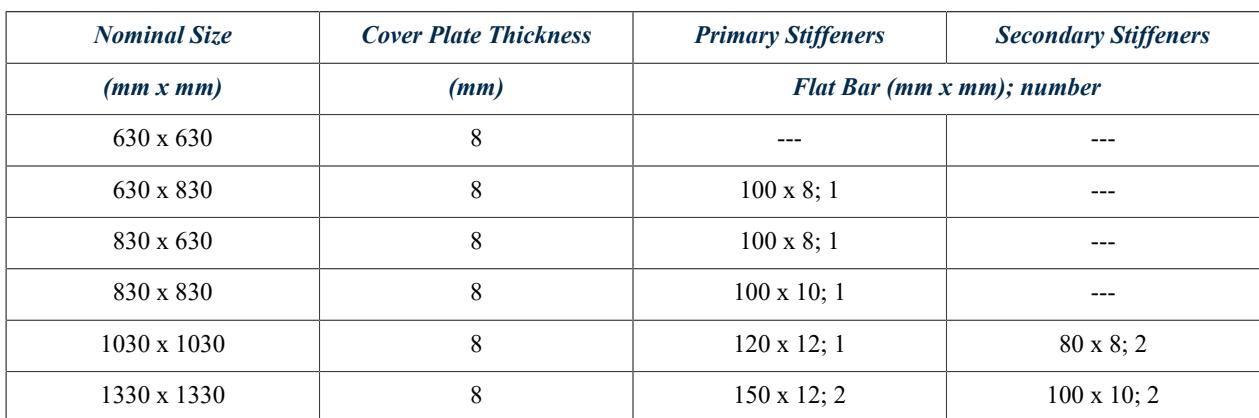 Nominal Size Cover Plate Thickness Primary Stiffeners Secondary Stiffeners
(mm x mm) (mm) Flat Bar (mm x mm); number
630 x 630 8 --- ---
630 x 830 8 100 x 8; 1 ---
830 x 630 8 100 x 8; 1 ---
830 x 830 8 100 x 10; 1 ---
1030 x 1030 8 120 x 12; 1 80 x 8; 2
1330 x 1330 8 150 x 12; 2 100 x 10; 2